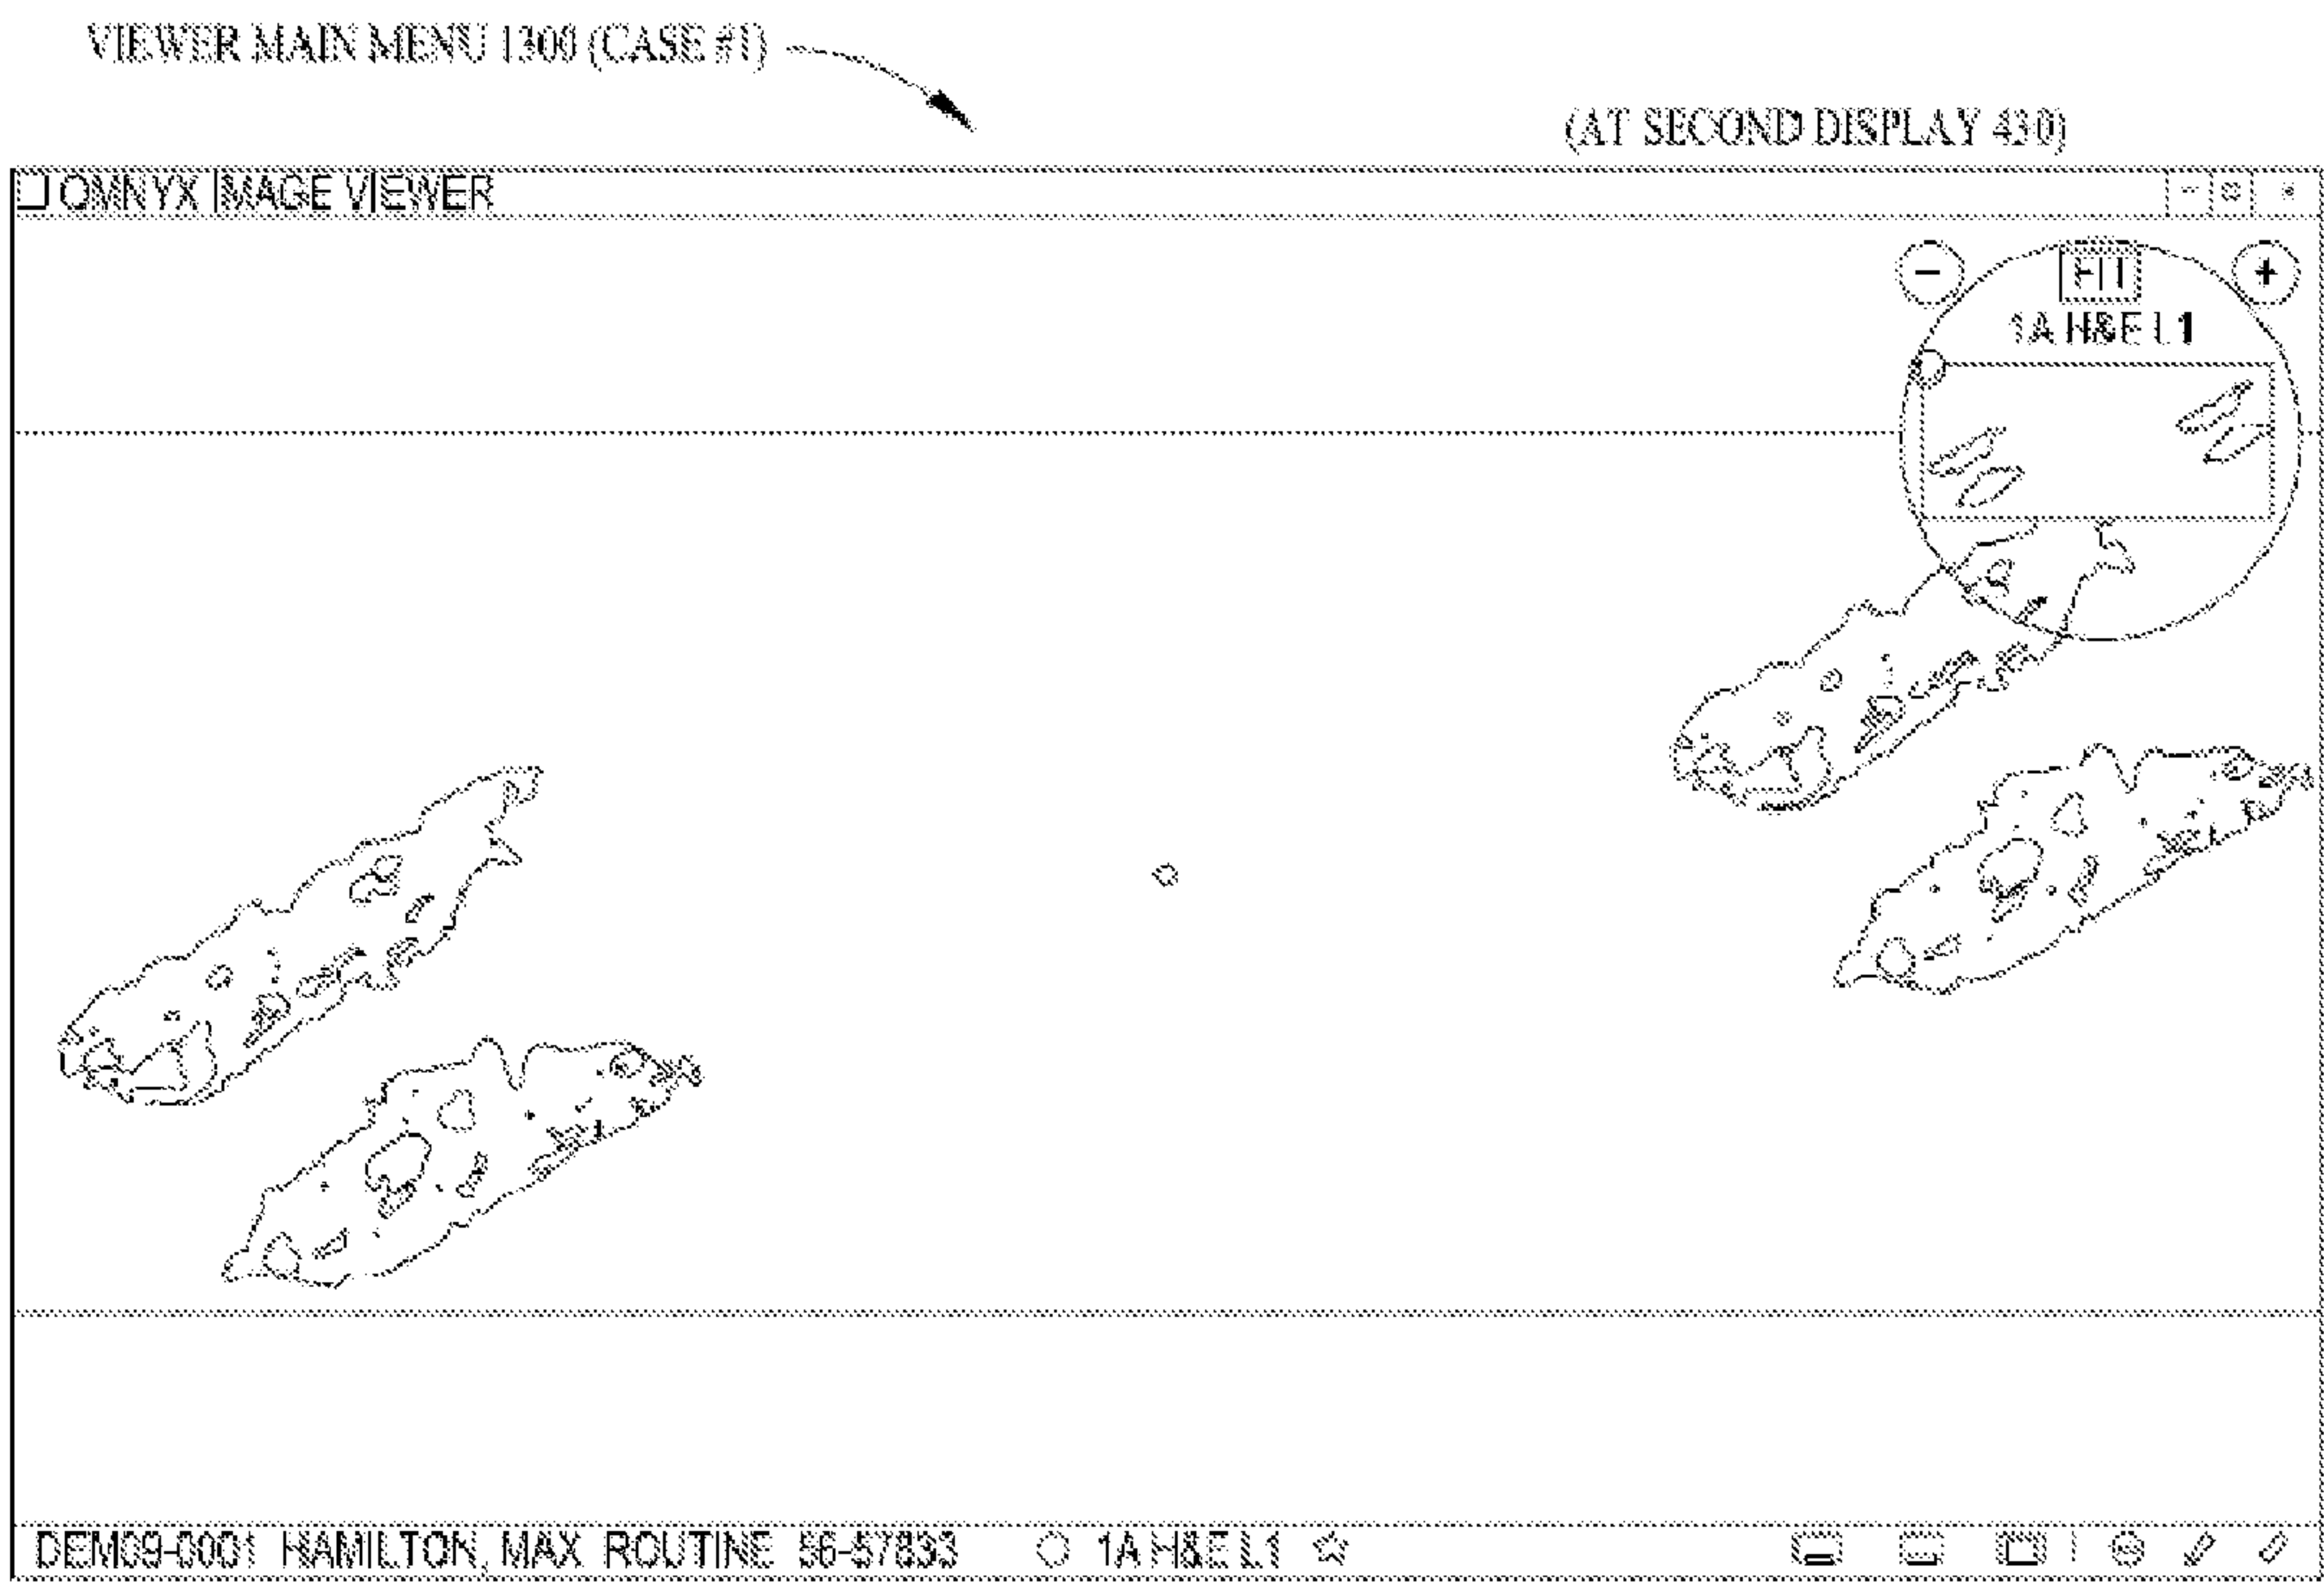 VIEWER MAIN MENU 1300 (CASE #1)
(AT SECOND DISPLAY 430)
OMNYX IMAGE VIEWER
- FIT +
1A H&E L1
DEM09-0001 HAMILTON, MAX ROUTINE 56-57833 1A H&E L1